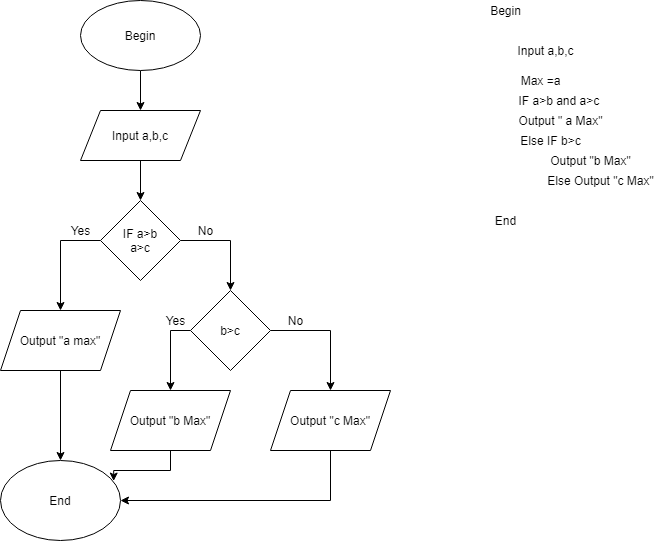 Begin
Input a,b,c
IF a>b
a>c
Yes
No
Output "a max"
b>c
Yes
No
Output "b Max"
Output "c Max"
End
Begin
Input a,b,c
Max =a
IF a>b and a>c
Output " a Max"
Else IF b>c
Output "b Max"
Else Output "c Max"
End